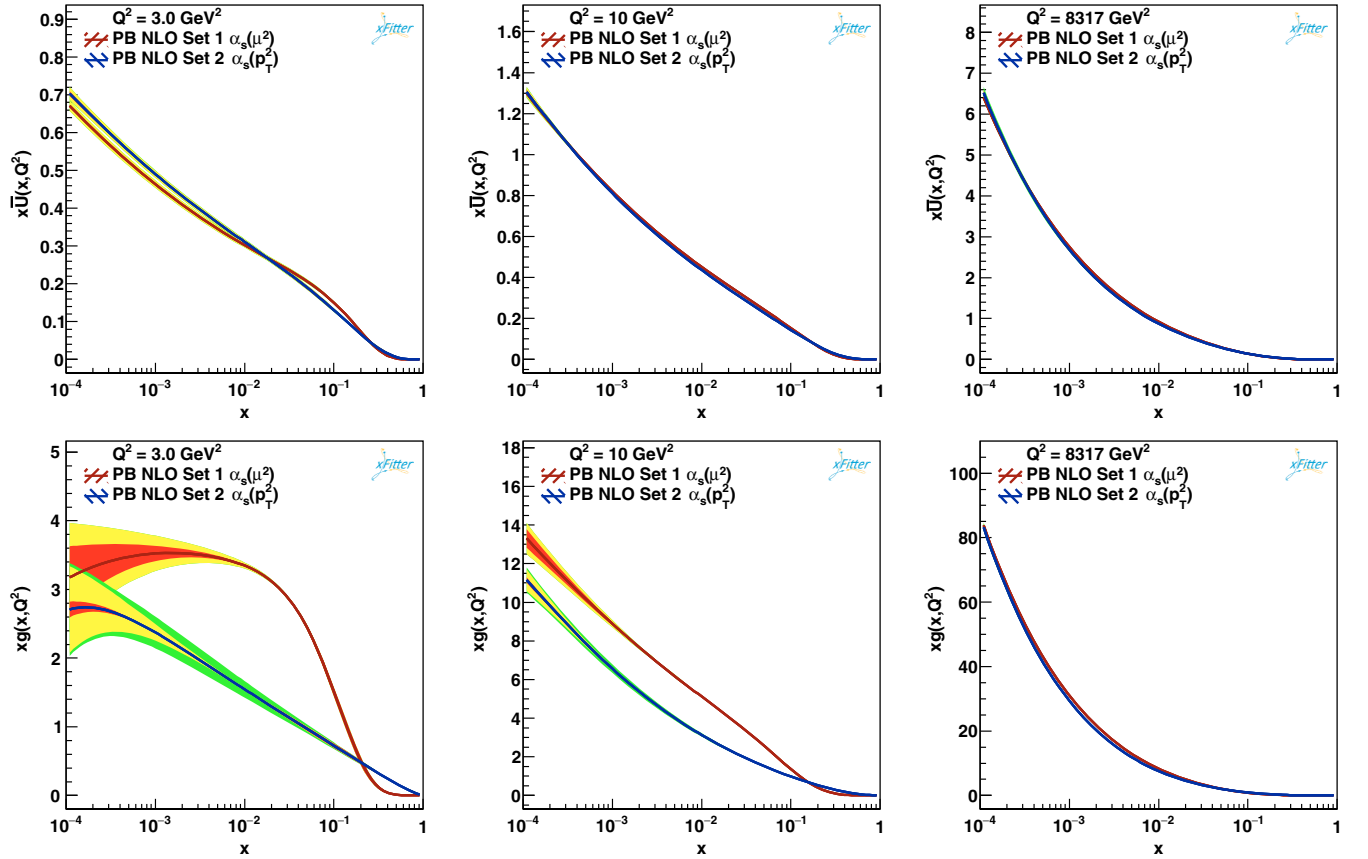 Q² = 3.0 GeV²
PB NLO Set 1 αₛ(μ²)
PB NLO Set 2 αₛ(p_T²)
xFitter
xU̅(x,Q²)
0.9
0.8
0.7
0.6
0.5
0.4
0.3
0.2
0.1
0
10⁻⁴ 10⁻³ 10⁻² 10⁻¹ 1
x
Q² = 10 GeV²
PB NLO Set 1 αₛ(μ²)
PB NLO Set 2 αₛ(p_T²)
xFitter
xU̅(x,Q²)
1.6
1.4
1.2
1
0.8
0.6
0.4
0.2
0
10⁻⁴ 10⁻³ 10⁻² 10⁻¹ 1
x
Q² = 8317 GeV²
PB NLO Set 1 αₛ(μ²)
PB NLO Set 2 αₛ(p_T²)
xFitter
xU̅(x,Q²)
8
7
6
5
4
3
2
1
0
10⁻⁴ 10⁻³ 10⁻² 10⁻¹ 1
x
Q² = 3.0 GeV²
PB NLO Set 1 αₛ(μ²)
PB NLO Set 2 αₛ(p_T²)
xFitter
xg(x,Q²)
5
4
3
2
1
0
10⁻⁴ 10⁻³ 10⁻² 10⁻¹ 1
x
Q² = 10 GeV²
PB NLO Set 1 αₛ(μ²)
PB NLO Set 2 αₛ(p_T²)
xFitter
xg(x,Q²)
18
16
14
13
10
8
6
4
2
0
10⁻⁴ 10⁻³ 10⁻² 10⁻¹ 1
x
Q² = 8317 GeV²
PB NLO Set 1 αₛ(μ²)
PB NLO Set 2 αₛ(p_T²)
xFitter
xg(x,Q²)
100
80
60
40
20
0
10⁻⁴ 10⁻³ 10⁻² 10⁻¹ 1
x